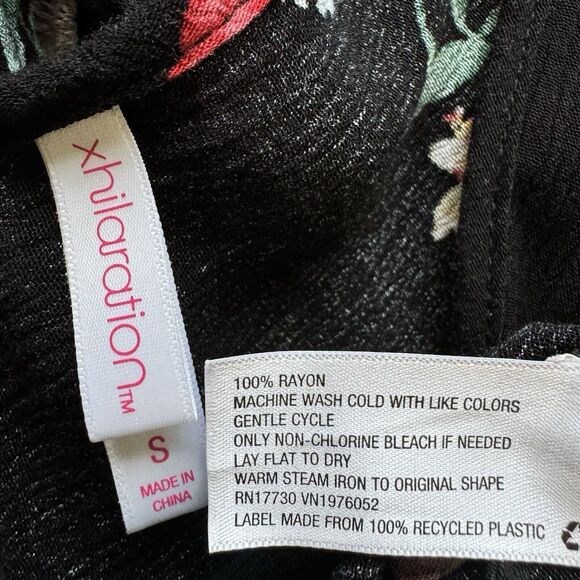 xhilaration™
S
MADE IN
CHINA
100% RAYON
MACHINE WASH COLD WITH LIKE COLORS
GENTLE CYCLE
ONLY NON-CHLORINE BLEACH IF NEEDED
LAY FLAT TO DRY
WARM STEAM IRON TO ORIGINAL SHAPE
RN17730 VN1976052
LABEL MADE FROM 100% RECYCLED PLASTIC